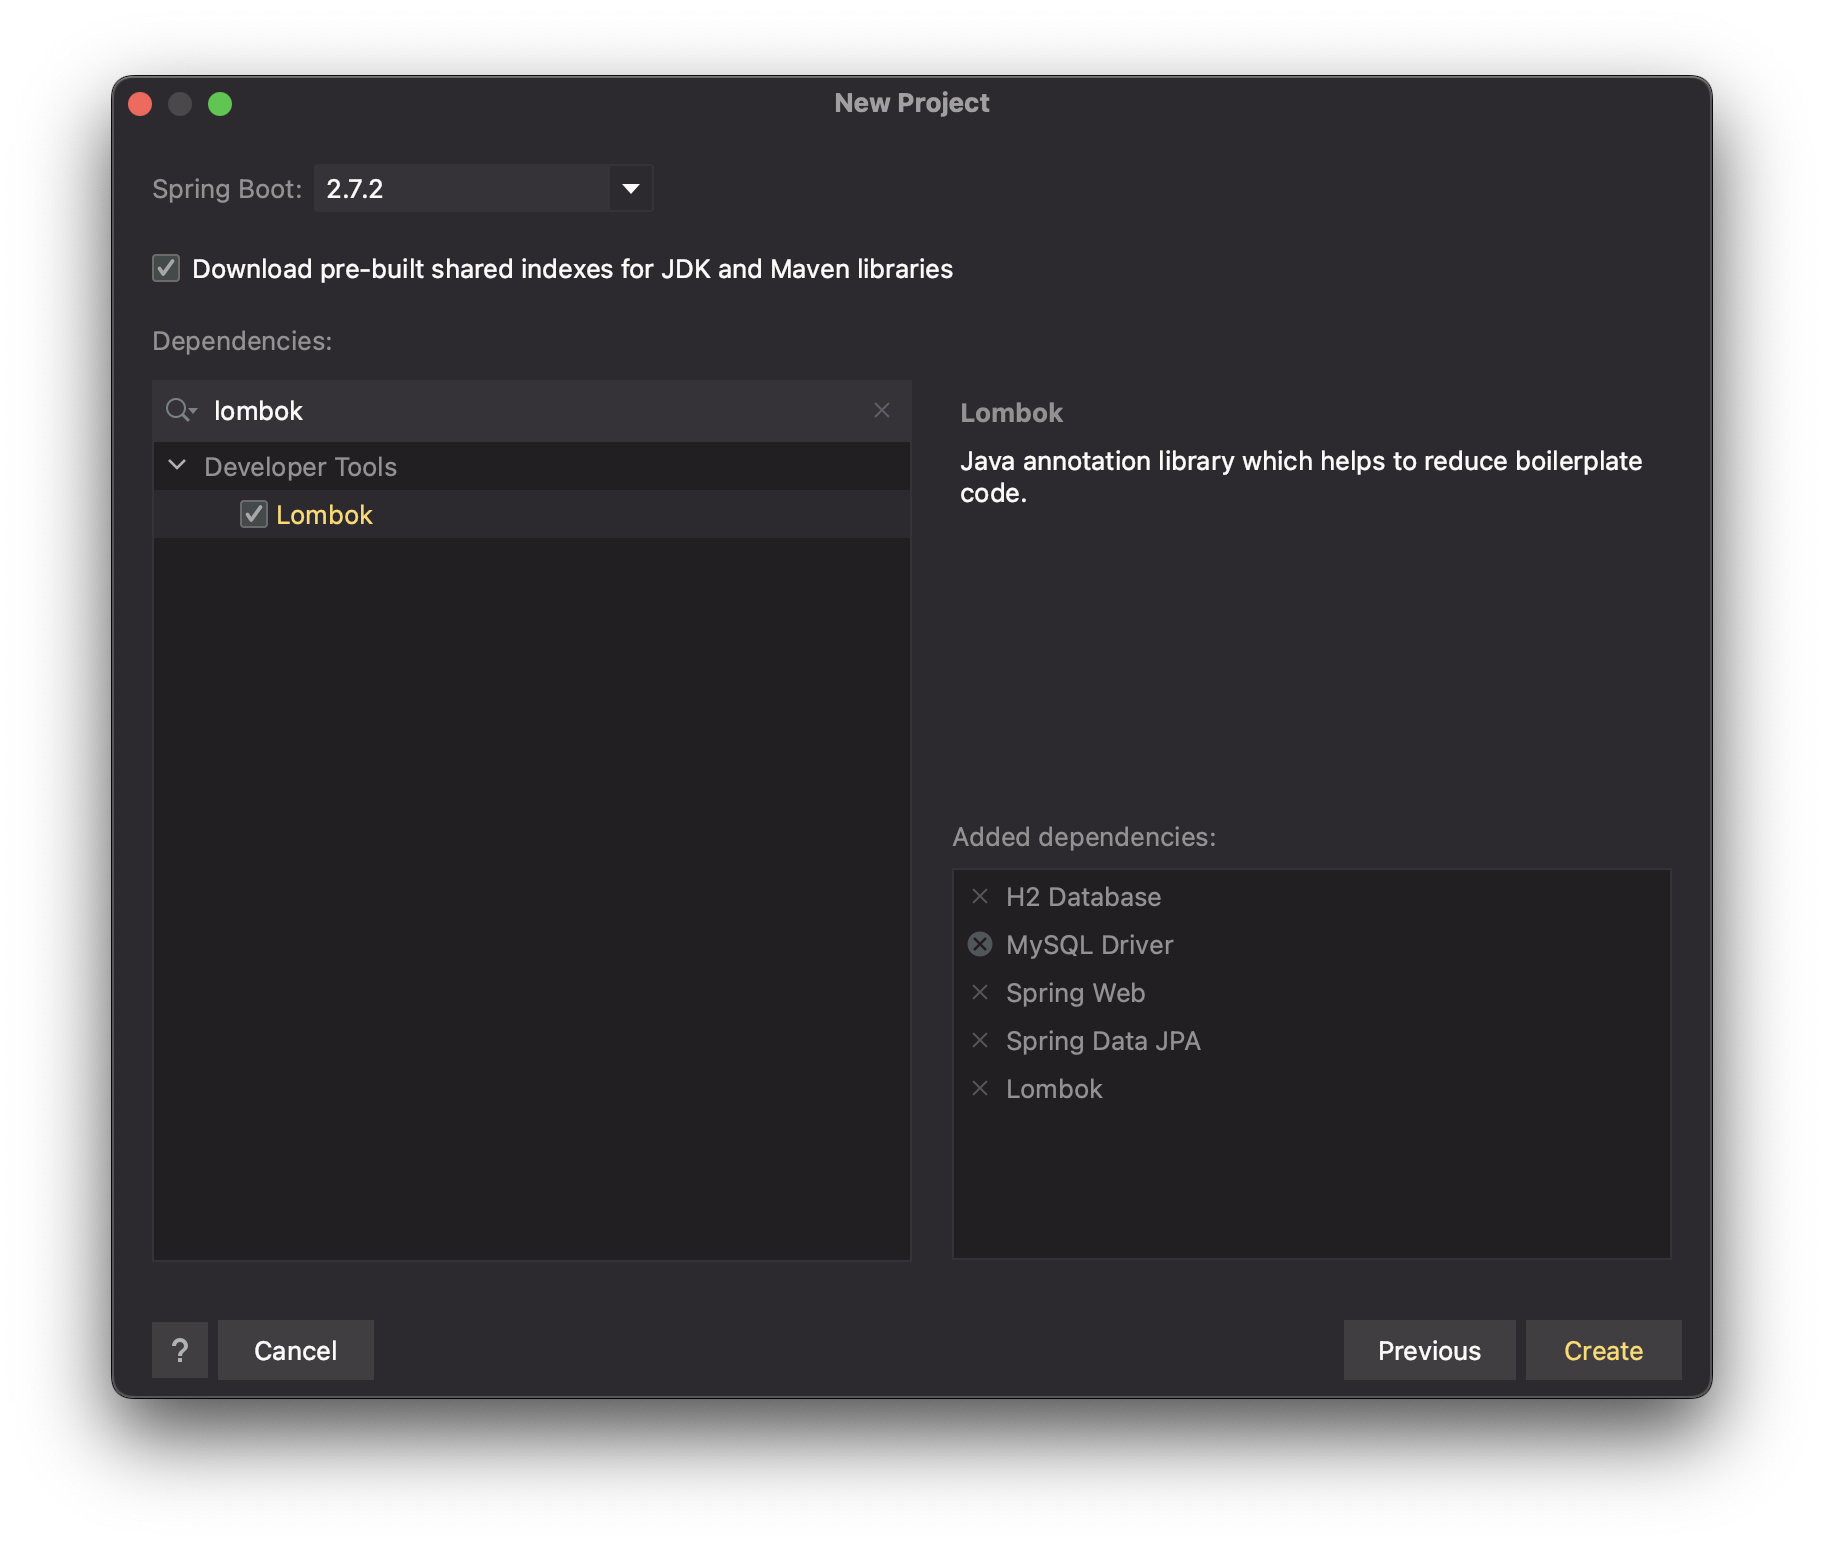 New Project
Spring Boot: 2.7.2
Download pre-built shared indexes for JDK and Maven libraries
Dependencies:
lombok
Developer Tools
Lombok
Lombok
Java annotation library which helps to reduce boilerplate
code.
Added dependencies:
H2 Database
MySQL Driver
Spring Web
Spring Data JPA
Lombok
? Cancel Previous Create